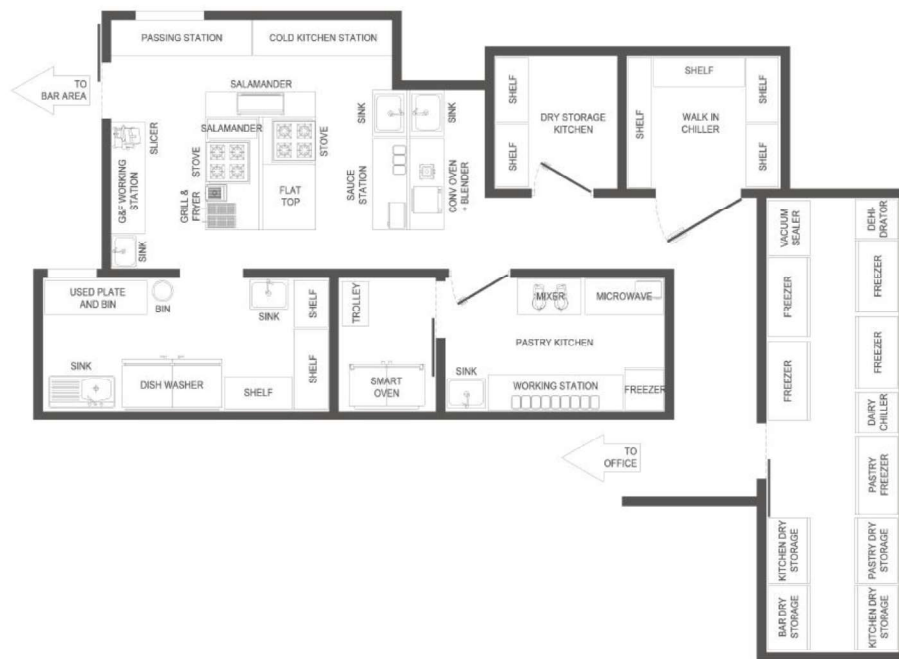 PASSING STATION
COLD KITCHEN STATION
TO
BAR AREA
SALAMANDER
SALAMANDER
SLICER
G&F WORKING
STATION
SINK
STOVE
STOVE
GRILL &
FRYER
FLAT
TOP
SINK
SINK
SAUCE
STATION
CONV OVEN
+ BLENDER
SHELF
SHELF
DRY STORAGE
KITCHEN
SHELF
SHELF
WALK IN
CHILLER
SHELF
SHELF
VACUUM
SEALER
DEHI-
DRATOR
FREEZER
FREEZER
FREEZER
FREEZER
DAIRY
CHILLER
PASTRY
FREEZER
KITCHEN DRY
STORAGE
PASTRY DRY
STORAGE
BAR DRY
STORAGE
KITCHEN DRY
STORAGE
USED PLATE
AND BIN
BIN
SINK
SHELF
SHELF
SINK
DISH WASHER
SHELF
TROLLEY
SMART
OVEN
MIXER
MICROWAVE
PASTRY KITCHEN
SINK
WORKING STATION
FREEZER
TO
OFFICE